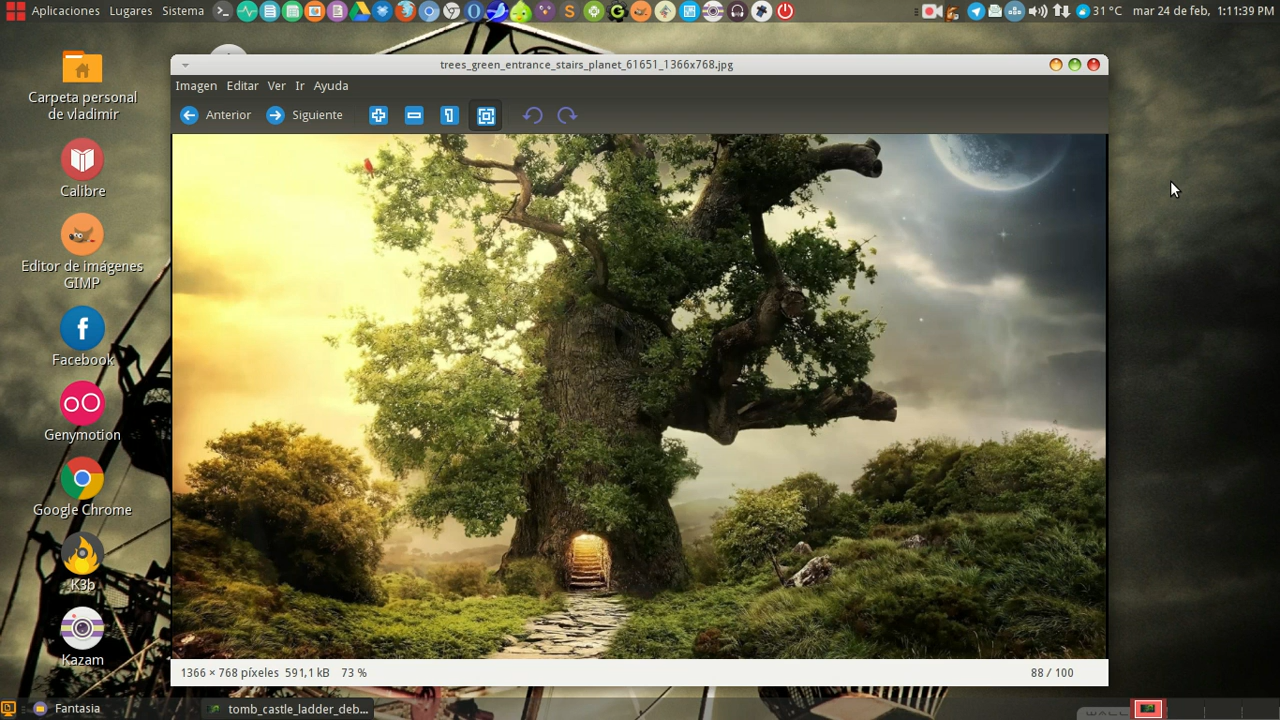 Aplicaciones Lugares Sistema
31 °C mar 24 de feb, 1:11:39 PM
trees_green_entrance_stairs_planet_61651_1366x768.jpg
Imagen Editar Ver Ir Ayuda
Anterior Siguiente
Carpeta personal
de vladimir
Calibre
Editor de imágenes
GIMP
Facebook
Genymotion
Google Chrome
K3b
Kazam
1366 × 768 píxeles 591,1 kB 73 %
88 / 100
Fantasia
tomb_castle_ladder_deb...